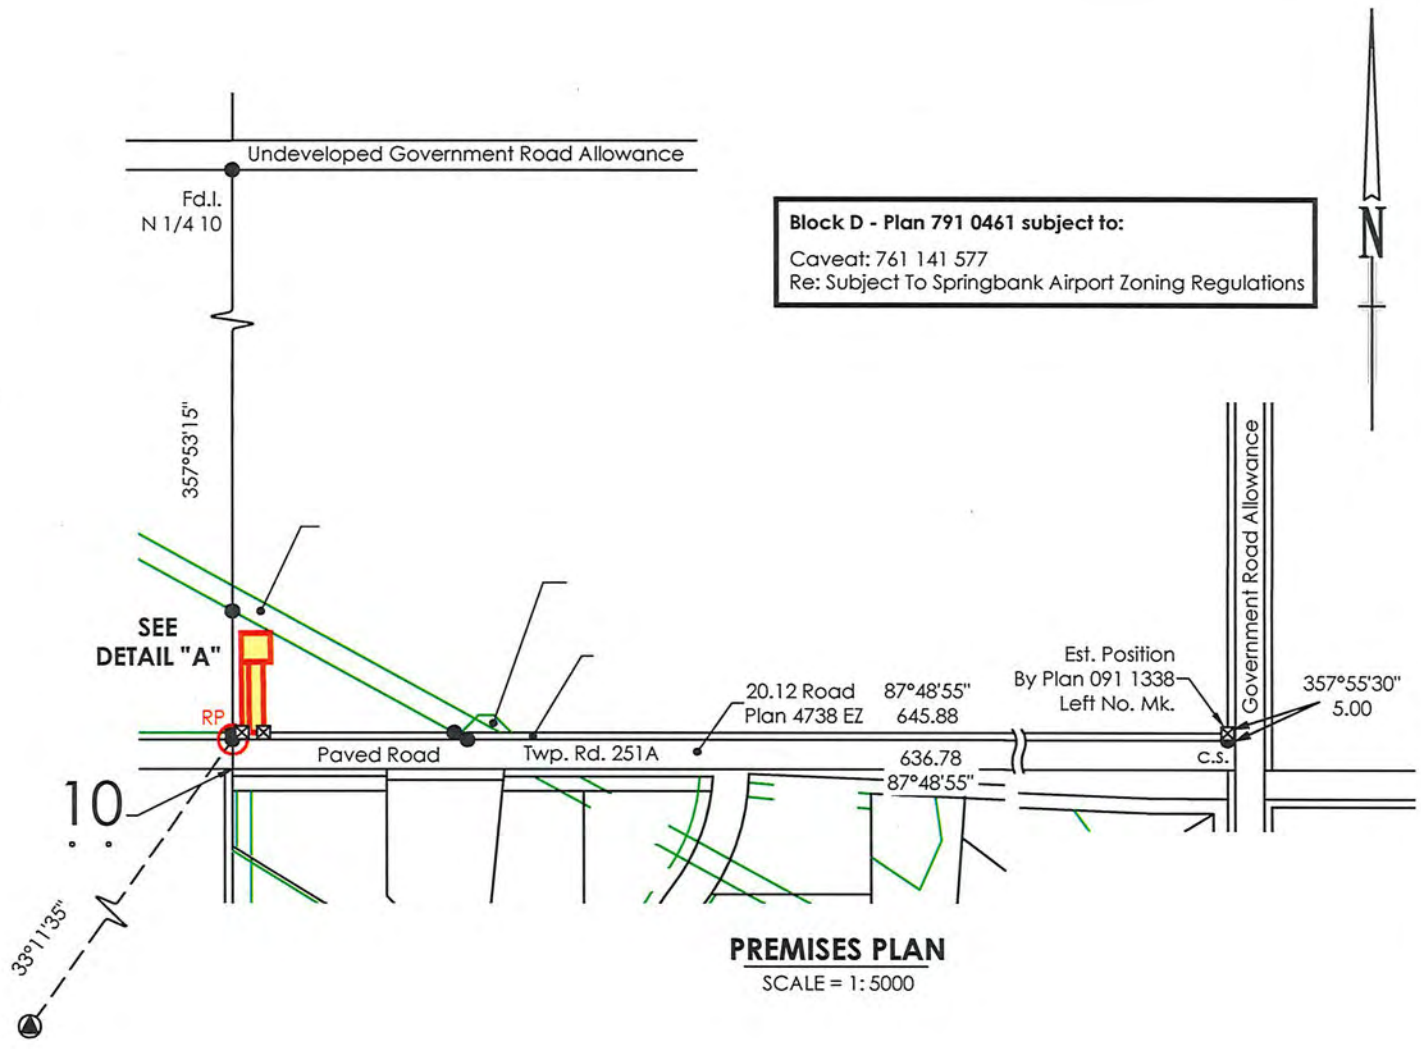 Undeveloped Government Road Allowance
Fd.I.
N 1/4 10
Block D - Plan 791 0461 subject to:
Caveat: 761 141 577
Re: Subject To Springbank Airport Zoning Regulations
N
357°53'15"
Government Road Allowance
SEE
DETAIL "A"
RP
Est. Position
By Plan 091 1338
Left No. Mk.
357°55'30"
5.00
20.12 Road
Plan 4738 EZ
87°48'55"
645.88
Paved Road
Twp. Rd. 251A
636.78
87°48'55"
c.s.
10
33°11'35"
PREMISES PLAN
SCALE = 1:5000